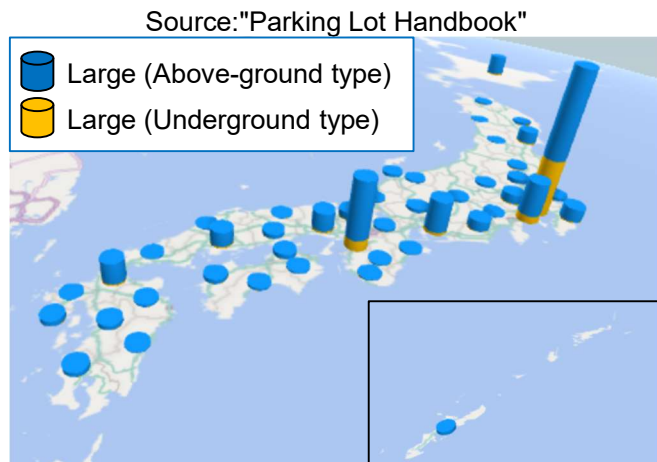 Source:"Parking Lot Handbook"
Large (Above-ground type)
Large (Underground type)